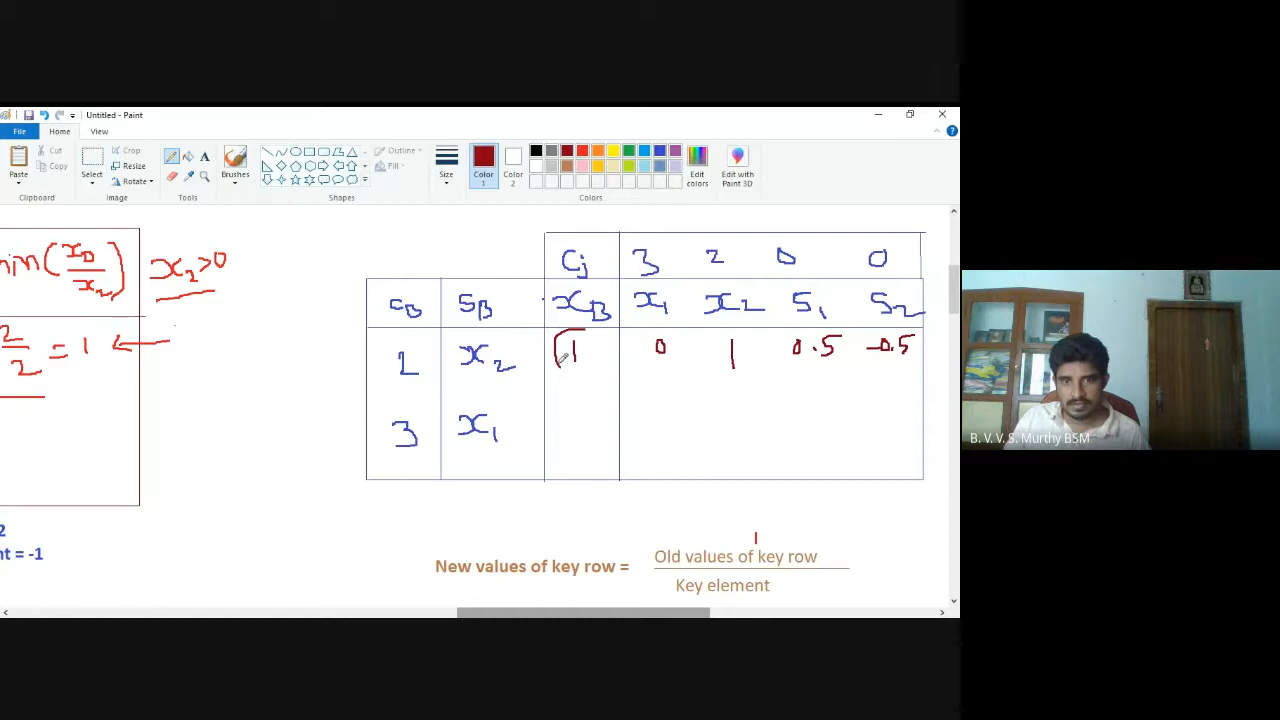 Untitled - Paint
File Home View
Paste Cut Copy Select Crop Resize Rotate Brushes Outline Fill Size Color 1 Color 2 Edit colors Edit with Paint 3D
Clipboard Image Tools Shapes Colors
min(xB/x2) x2>0
2/2 = 1 ←
2
nt = -1
Cj 3 2 0 0
CB SB xB x1 x2 S1 S2
2 x2 1 0 1 0.5 -0.5
3 x1
1
New values of key row = Old values of key row / Key element
B. V. V. S. Murthy BSM